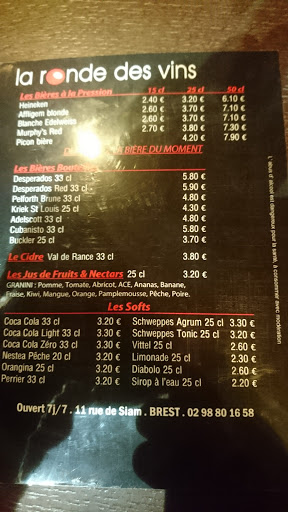 la ronde des vins
Les Bières à la Pression 15 cl 25 cl 50 cl
Heineken 2.40 € 3.20 € 6.10 €
Affligem blonde 2.60 € 3.70 € 7.10 €
Blanche Edelweiss 2.60 € 3.70 € 7.10 €
Murphy's Red 2.70 € 3.80 € 7.30 €
Picon bière 4.20 € 7.90 €
BIÈRE DU MOMENT
Les Bières
Desperados 33 cl 5.80 €
Desperados Red 33 cl 5.90 €
Pelforth Brune 33 cl 4.80 €
Kriek St Louis 25 cl 4.80 €
Adelscott 33 cl 4.80 €
Cubanisto 33 cl 5.80 €
Buckler 25 cl 3.70 €
Le Cidre Val de Rance 33 cl 3.80 €
Les Jus de Fruits & Nectars 25 cl 3.20 €
GRANINI : Pomme, Tomate, Abricot, ACE, Ananas, Banane,
Fraise, Kiwi, Mangue, Orange, Pamplemousse, Pêche, Poire.
Les Softs
Coca Cola 33 cl 3.20 €
Coca Cola Light 33 cl 3.20 €
Coca Cola Zéro 33 cl 3.20 €
Nestea Pêche 20 cl 3.20 €
Orangina 25 cl 3.20 €
Perrier 33 cl 3.20 €
Schweppes Agrum 25 cl 3.30 €
Schweppes Tonic 25 cl 3.30 €
Vittel 25 cl 2.60 €
Limonade 25 cl 2.30 €
Diabolo 25 cl 2.60 €
Sirop à l'eau 25 cl 2.20 €
Ouvert 7j/7 . 11 rue de Siam . BREST . 02 98 80 16 58
L'abus d'alcool est dangereux pour la santé, à consommer avec modération